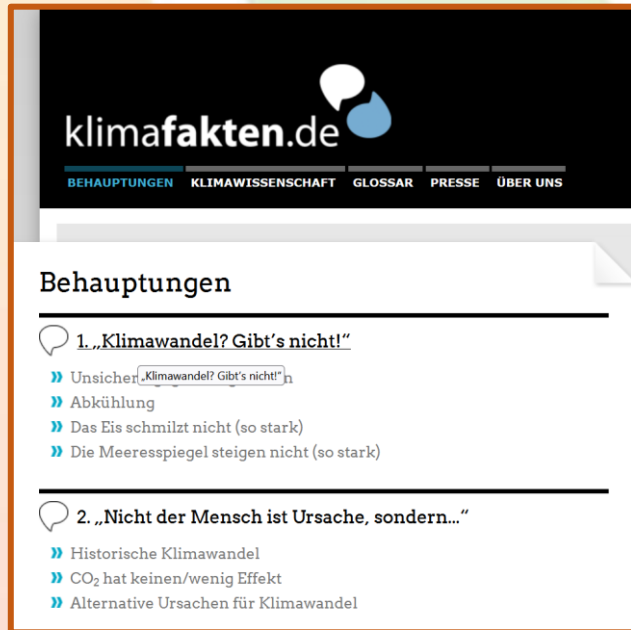 klimafakten.de
BEHAUPTUNGEN KLIMAWISSENSCHAFT GLOSSAR PRESSE ÜBER UNS
Behauptungen
1. „Klimawandel? Gibt's nicht!“
„Klimawandel? Gibt's nicht!“
» Abkühlung
» Das Eis schmilzt nicht (so stark)
» Die Meeresspiegel steigen nicht (so stark)
2. „Nicht der Mensch ist Ursache, sondern...“
» Historische Klimawandel
» CO₂ hat keinen/wenig Effekt
» Alternative Ursachen für Klimawandel